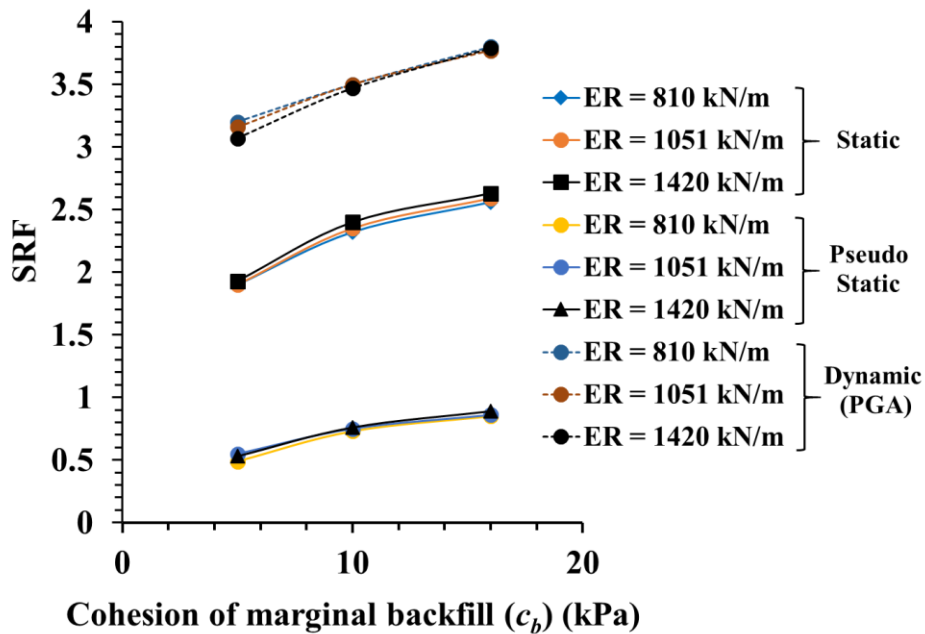 4
3.5
3
2.5
2
1.5
1
0.5
0
SRF
0
10
20
Cohesion of marginal backfill (c_b) (kPa)
ER = 810 kN/m
ER = 1051 kN/m
ER = 1420 kN/m
Static
ER = 810 kN/m
ER = 1051 kN/m
ER = 1420 kN/m
Pseudo
Static
ER = 810 kN/m
ER = 1051 kN/m
ER = 1420 kN/m
Dynamic
(PGA)